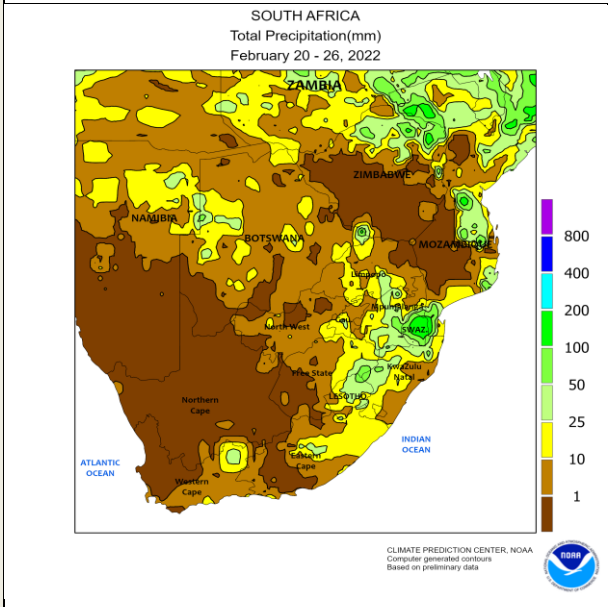 SOUTH AFRICA
Total Precipitation(mm)
February 20 - 26, 2022
ZAMBIA
ZIMBABWE
NAMIBIA
BOTSWANA
MOZAMBIQUE
Limpopo
Mpumalanga
North West
Gau.
SWAZ.
Free State
KwaZulu
Natal
LESOTHO
Northern
Cape
Eastern
Cape
Western
Cape
ATLANTIC
OCEAN
INDIAN
OCEAN
800
400
200
100
50
25
10
1
CLIMATE PREDICTION CENTER, NOAA
Computer generated contours
Based on preliminary data
NOAA